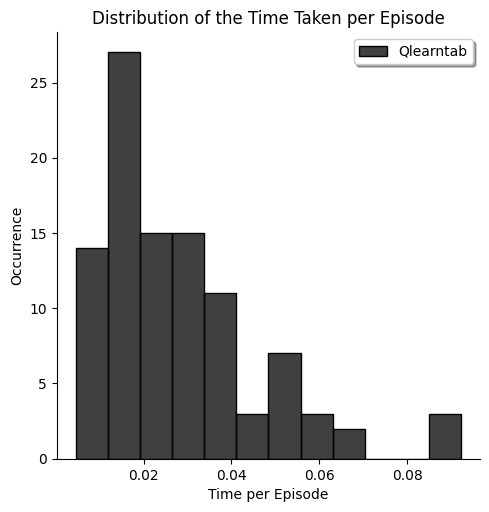 Distribution of the Time Taken per Episode
Qlearntab
25
20
15
10
5
0
Occurrence
0.02 0.04 0.06 0.08
Time per Episode